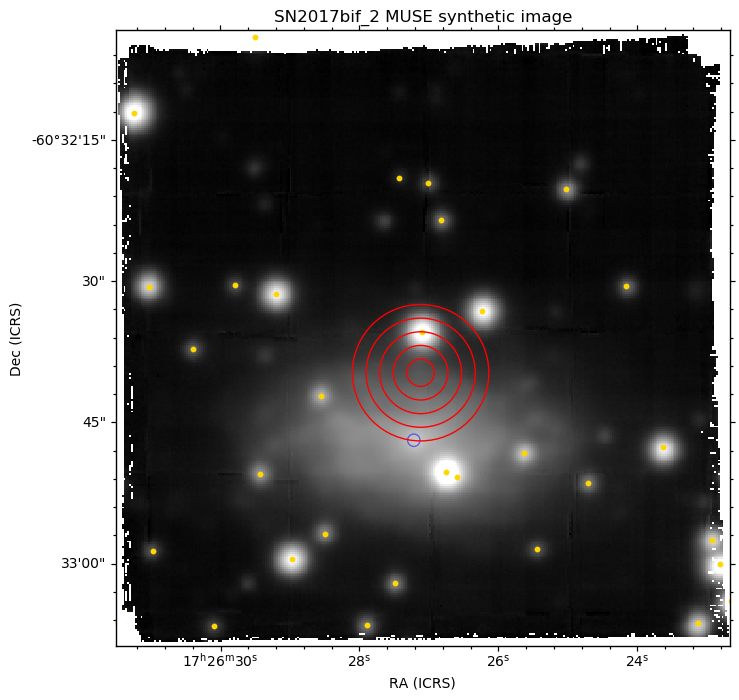 SN2017bif_2 MUSE synthetic image
Dec (ICRS)
-60°32'15"
30"
45"
33'00"
17ʰ26ᵐ30ˢ
28ˢ
26ˢ
24ˢ
RA (ICRS)